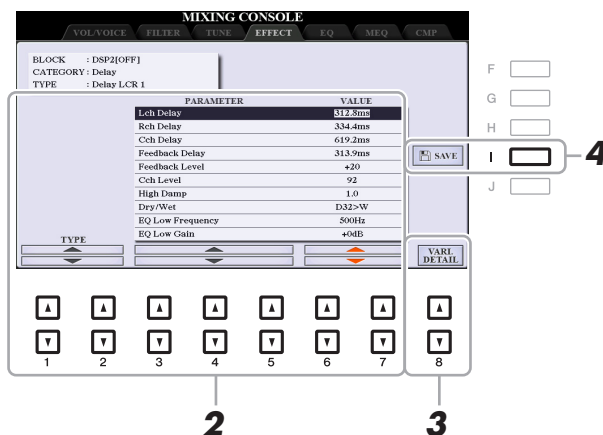 MIXING CONSOLE
VOL/VOICE FILTER TUNE EFFECT EQ MEQ CMP
BLOCK : DSP2[OFF]
CATEGORY : Delay
TYPE : Delay LCR 1
PARAMETER VALUE
Lch Delay 312.8ms
Rch Delay 334.4ms
Cch Delay 619.2ms
Feedback Delay 313.9ms
Feedback Level +20
Cch Level 92
High Damp 1.0
Dry/Wet D32>W
EQ Low Frequency 500Hz
EQ Low Gain +0dB
TYPE
SAVE
VARI.
DETAIL
F
G
H
I
J
4
1 2 3 4 5 6 7 8
2 3